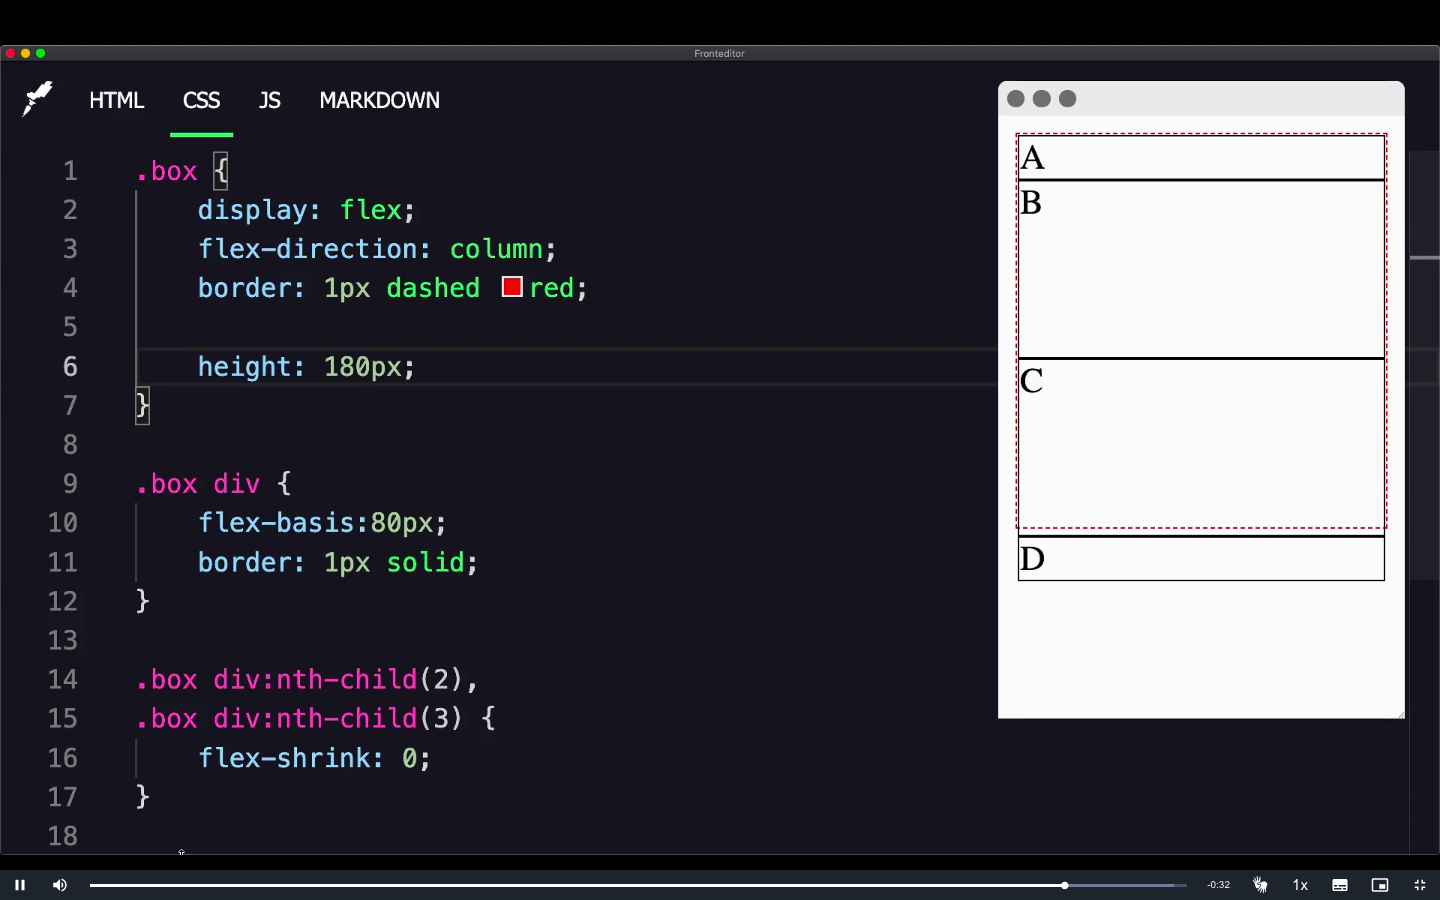 Fronteditor
HTML CSS JS MARKDOWN
1 .box {
2 display: flex;
3 flex-direction: column;
4 border: 1px dashed red;
5
6 height: 180px;
7 }
8
9 .box div {
10 flex-basis:80px;
11 border: 1px solid;
12 }
13
14 .box div:nth-child(2),
15 .box div:nth-child(3) {
16 flex-shrink: 0;
17 }
18
A
B
C
D
-0:32 1x